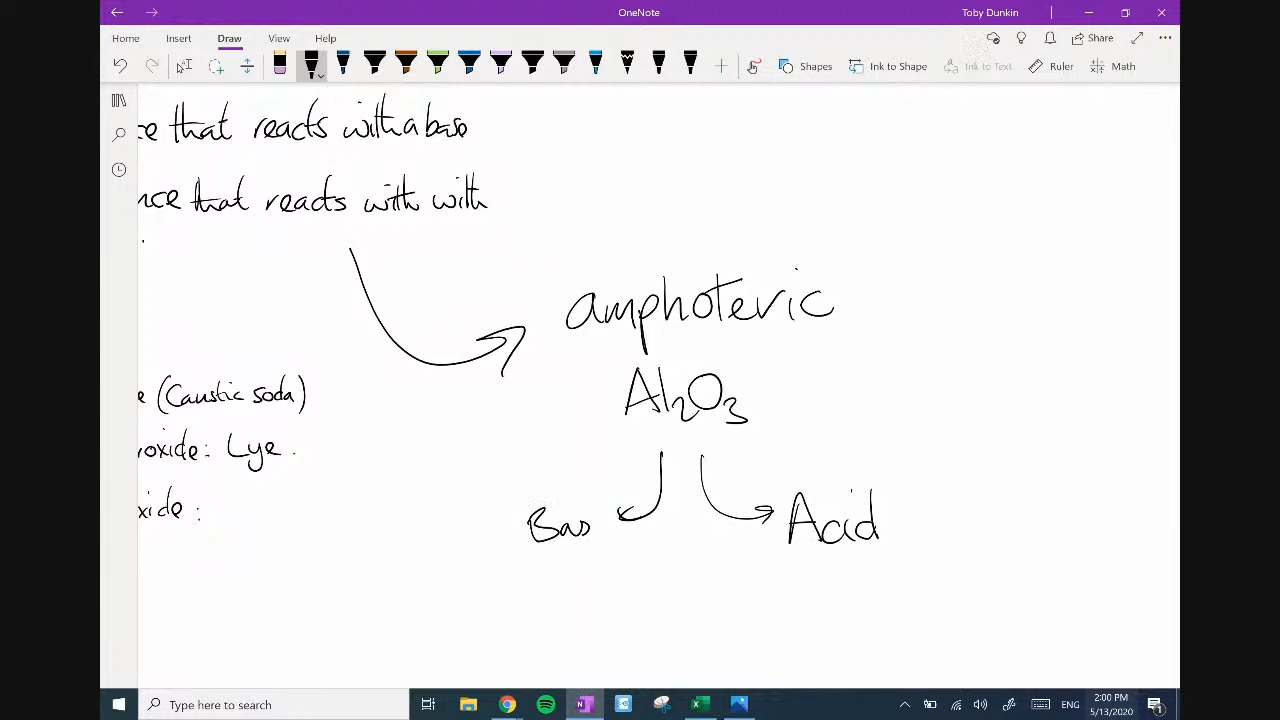 OneNote
Toby Dunkin
Home Insert Draw View Help
Share
Shapes
Ink to Shape
Ink to Text
Ruler
Math
ce that reacts with a base
nce that reacts with with
.
amphoteric
Al₂O₃
e (Caustic soda)
roxide: Lye.
xide:
Bas
Acid
Type here to search
ENG
2:00 PM
5/13/2020
1